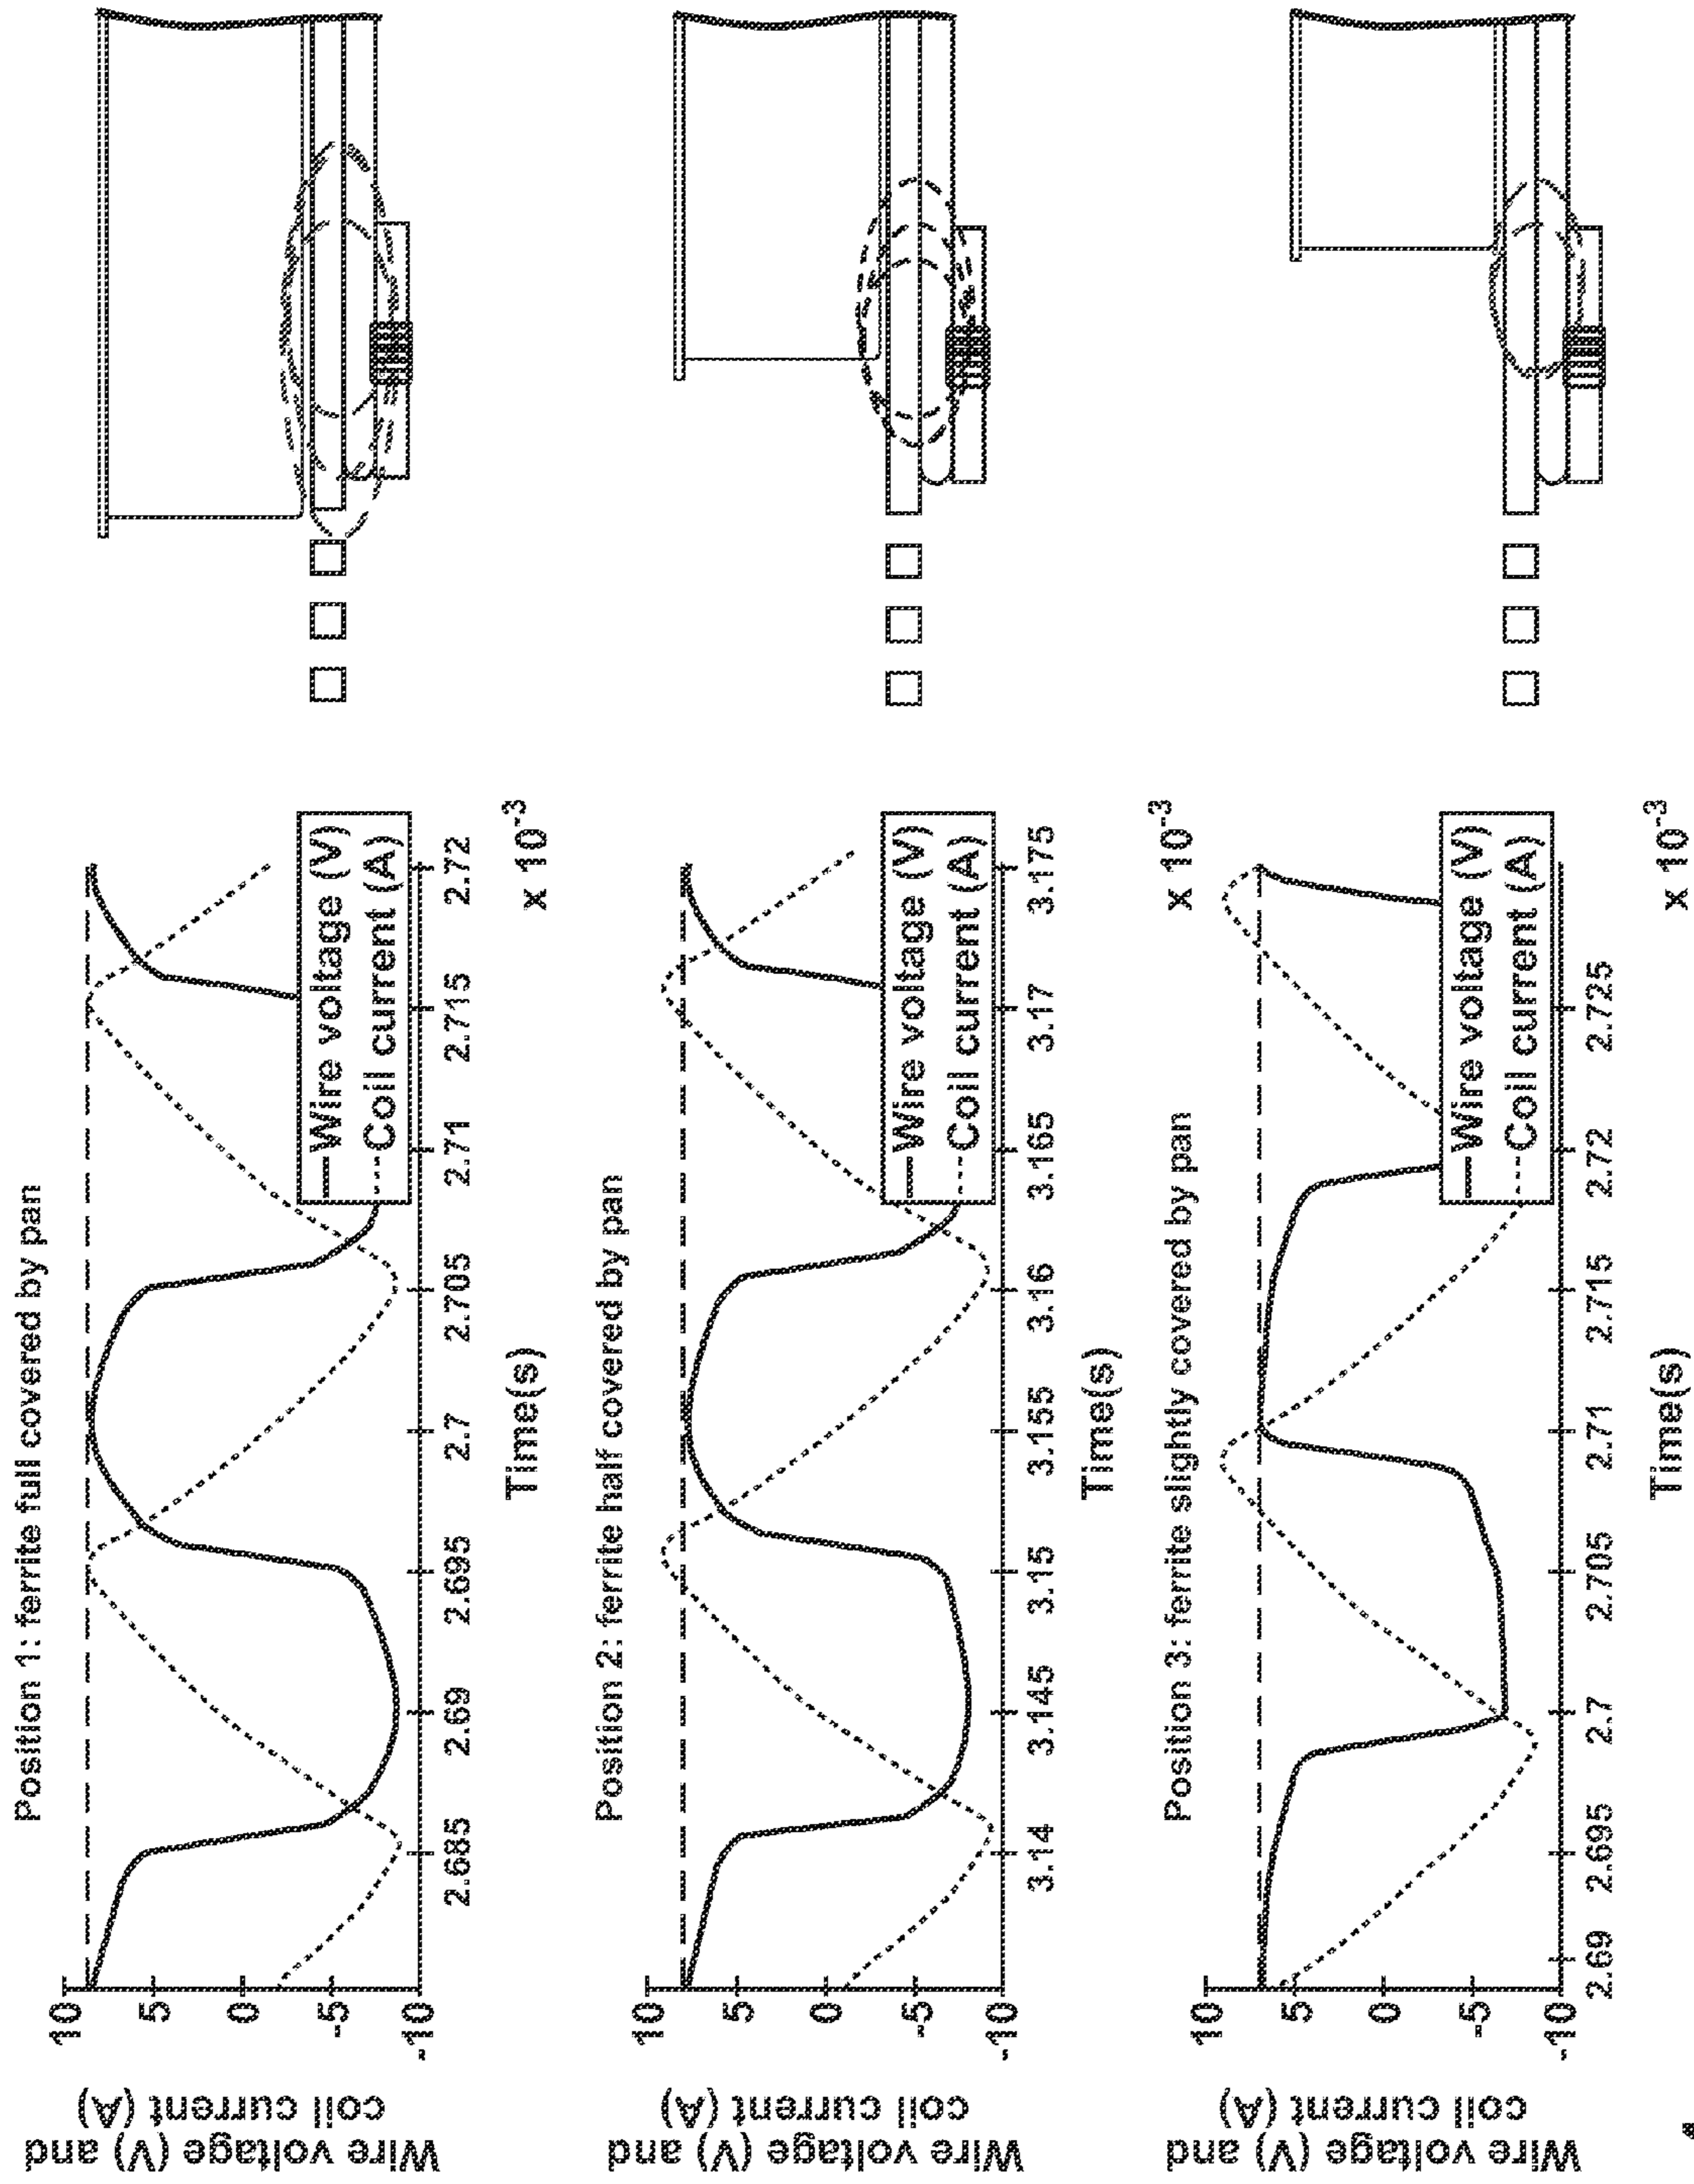 Position 1: ferrite full covered by pan
Wire voltage (V) and
coil current (A)
10
5
0
-5
-10
Wire voltage (V)
Coil current (A)
2.685
2.69
2.695
2.7
2.705
2.71
2.715
2.72
Time(s)
x 10-3
Position 2: ferrite half covered by pan
Wire voltage (V) and
coil current (A)
10
5
0
-5
-10
Wire voltage (V)
Coil current (A)
3.14
3.145
3.15
3.155
3.16
3.165
3.17
3.175
Time(s)
x 10-3
Position 3: ferrite slightly covered by pan
Wire voltage (V) and
coil current (A)
10
5
0
-5
-10
Wire voltage (V)
Coil current (A)
2.69
2.695
2.7
2.705
2.71
2.715
2.72
2.725
Time(s)
x 10-3